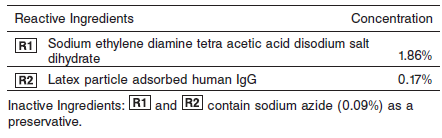 Reactive Ingredients Concentration
R1 Sodium ethylene diamine tetra acetic acid disodium salt
dihydrate 1.86%
R2 Latex particle adsorbed human IgG 0.17%
Inactive Ingredients: R1 and R2 contain sodium azide (0.09%) as a
preservative.